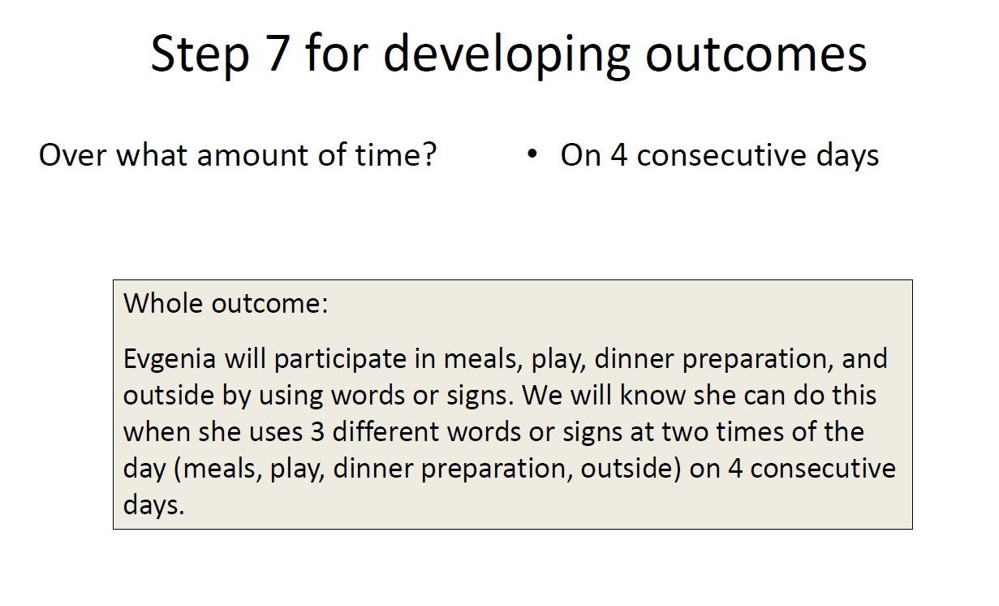 Step 7 for developing outcomes
Over what amount of time?
• On 4 consecutive days
Whole outcome:
Evgenia will participate in meals, play, dinner preparation, and
outside by using words or signs. We will know she can do this
when she uses 3 different words or signs at two times of the
day (meals, play, dinner preparation, outside) on 4 consecutive
days.